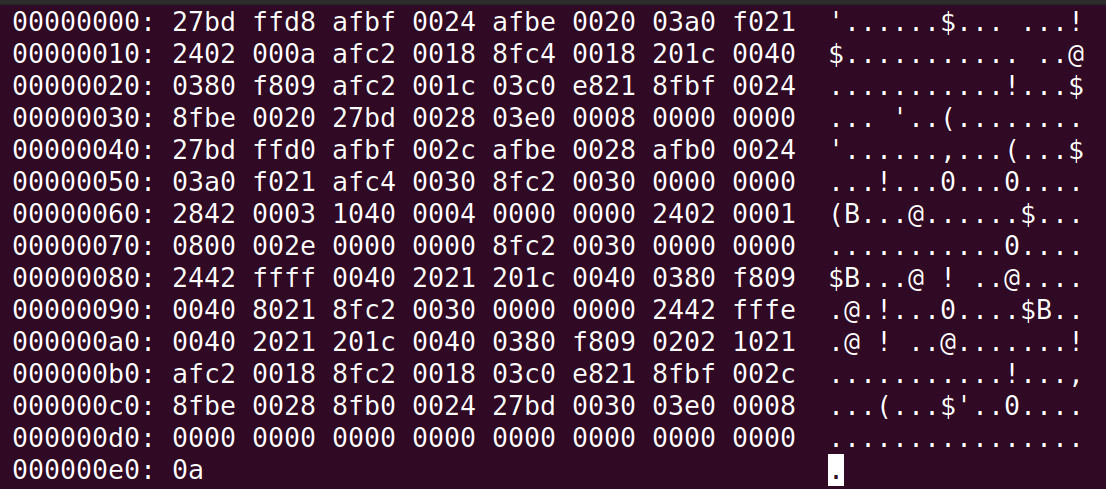 00000000: 27bd ffd8 afbf 0024 afbe 0020 03a0 f021  '......$... ...!
00000010: 2402 000a afc2 0018 8fc4 0018 201c 0040  $........... ..@
00000020: 0380 f809 afc2 001c 03c0 e821 8fbf 0024  ...........!...$
00000030: 8fbe 0020 27bd 0028 03e0 0008 0000 0000  ... '..(........
00000040: 27bd ffd0 afbf 002c afbe 0028 afb0 0024  '......,...(...$
00000050: 03a0 f021 afc4 0030 8fc2 0030 0000 0000  ...!...0...0....
00000060: 2842 0003 1040 0004 0000 0000 2402 0001  (B...@......$...
00000070: 0800 002e 0000 0000 8fc2 0030 0000 0000  ...........0....
00000080: 2442 ffff 0040 2021 201c 0040 0380 f809  $B...@ ! ..@....
00000090: 0040 8021 8fc2 0030 0000 0000 2442 fffe  .@.!...0....$B..
000000a0: 0040 2021 201c 0040 0380 f809 0202 1021  .@ ! ..@.......!
000000b0: afc2 0018 8fc2 0018 03c0 e821 8fbf 002c  ...........!...,
000000c0: 8fbe 0028 8fb0 0024 27bd 0030 03e0 0008  ...(...$'..0....
000000d0: 0000 0000 0000 0000 0000 0000 0000 0000  ................
000000e0: 0a                                       .